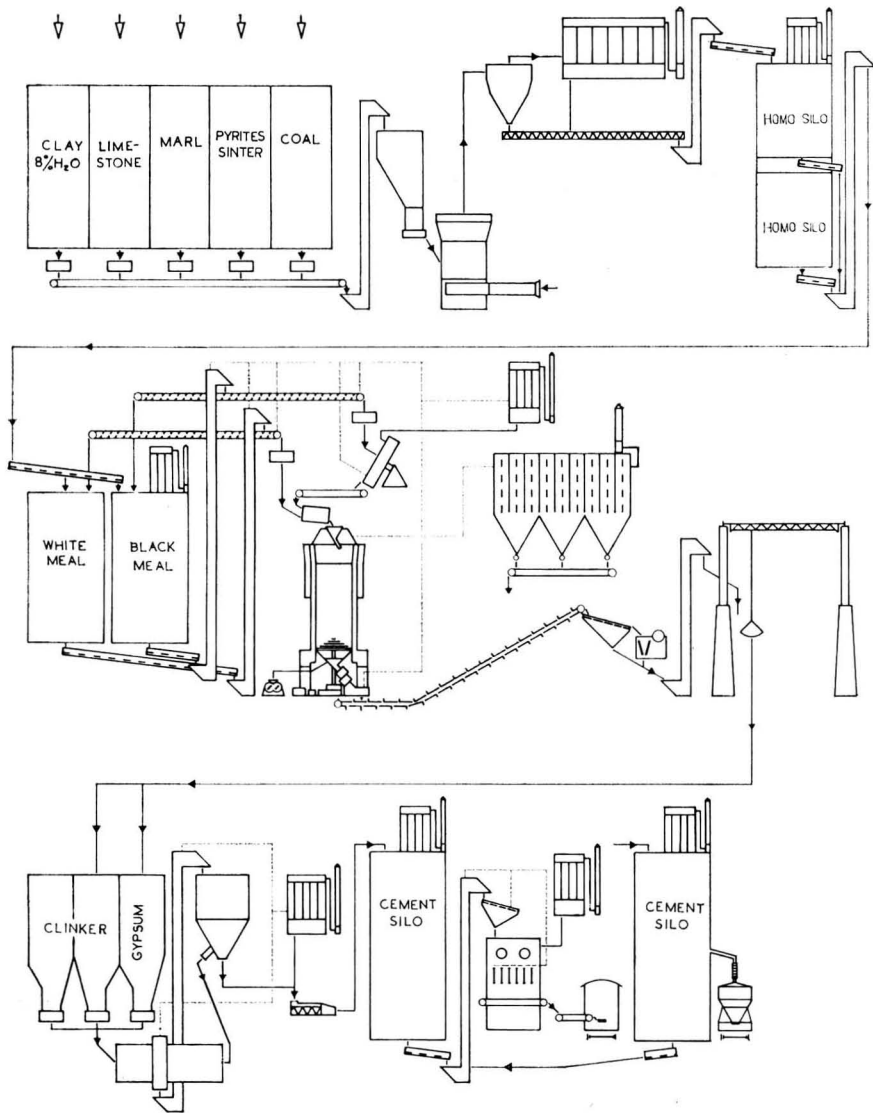 CLAY
8% H₂O
LIME-
STONE
MARL
PYRITES
SINTER
COAL
HOMO SILO
HOMO SILO
WHITE
MEAL
BLACK
MEAL
CLINKER
GYPSUM
CEMENT
SILO
CEMENT
SILO